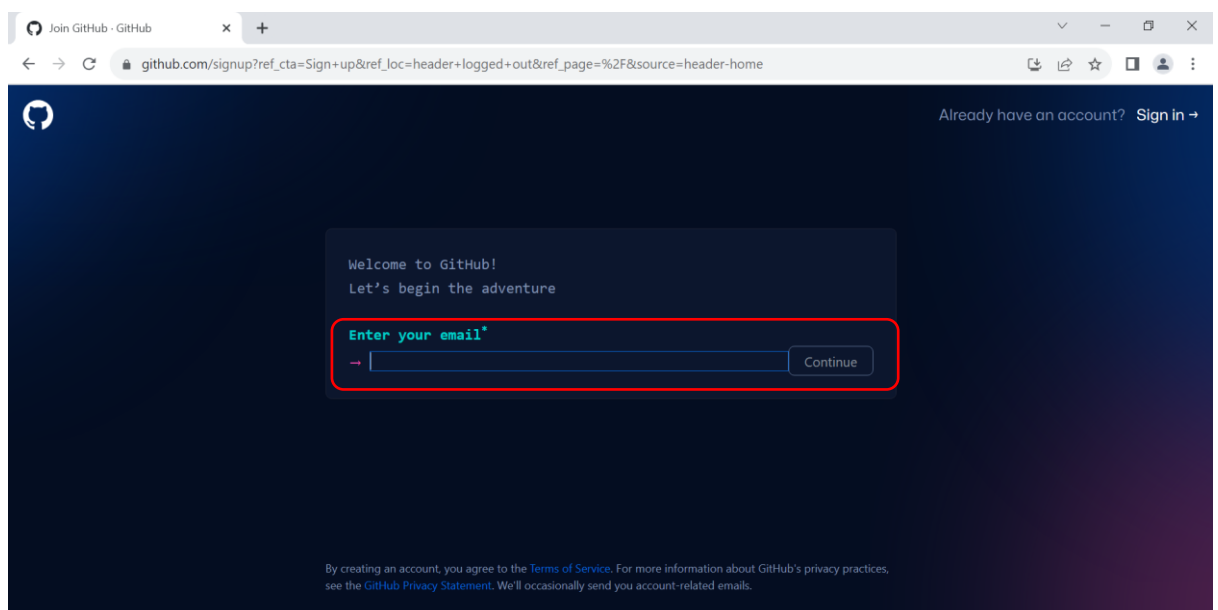 Join GitHub · GitHub
github.com/signup?ref_cta=Sign+up&ref_loc=header+logged+out&ref_page=%2F&source=header-home
Already have an account? Sign in →
Welcome to GitHub!
Let's begin the adventure
Enter your email*
→ Continue
By creating an account, you agree to the Terms of Service. For more information about GitHub's privacy practices,
see the GitHub Privacy Statement. We'll occasionally send you account-related emails.